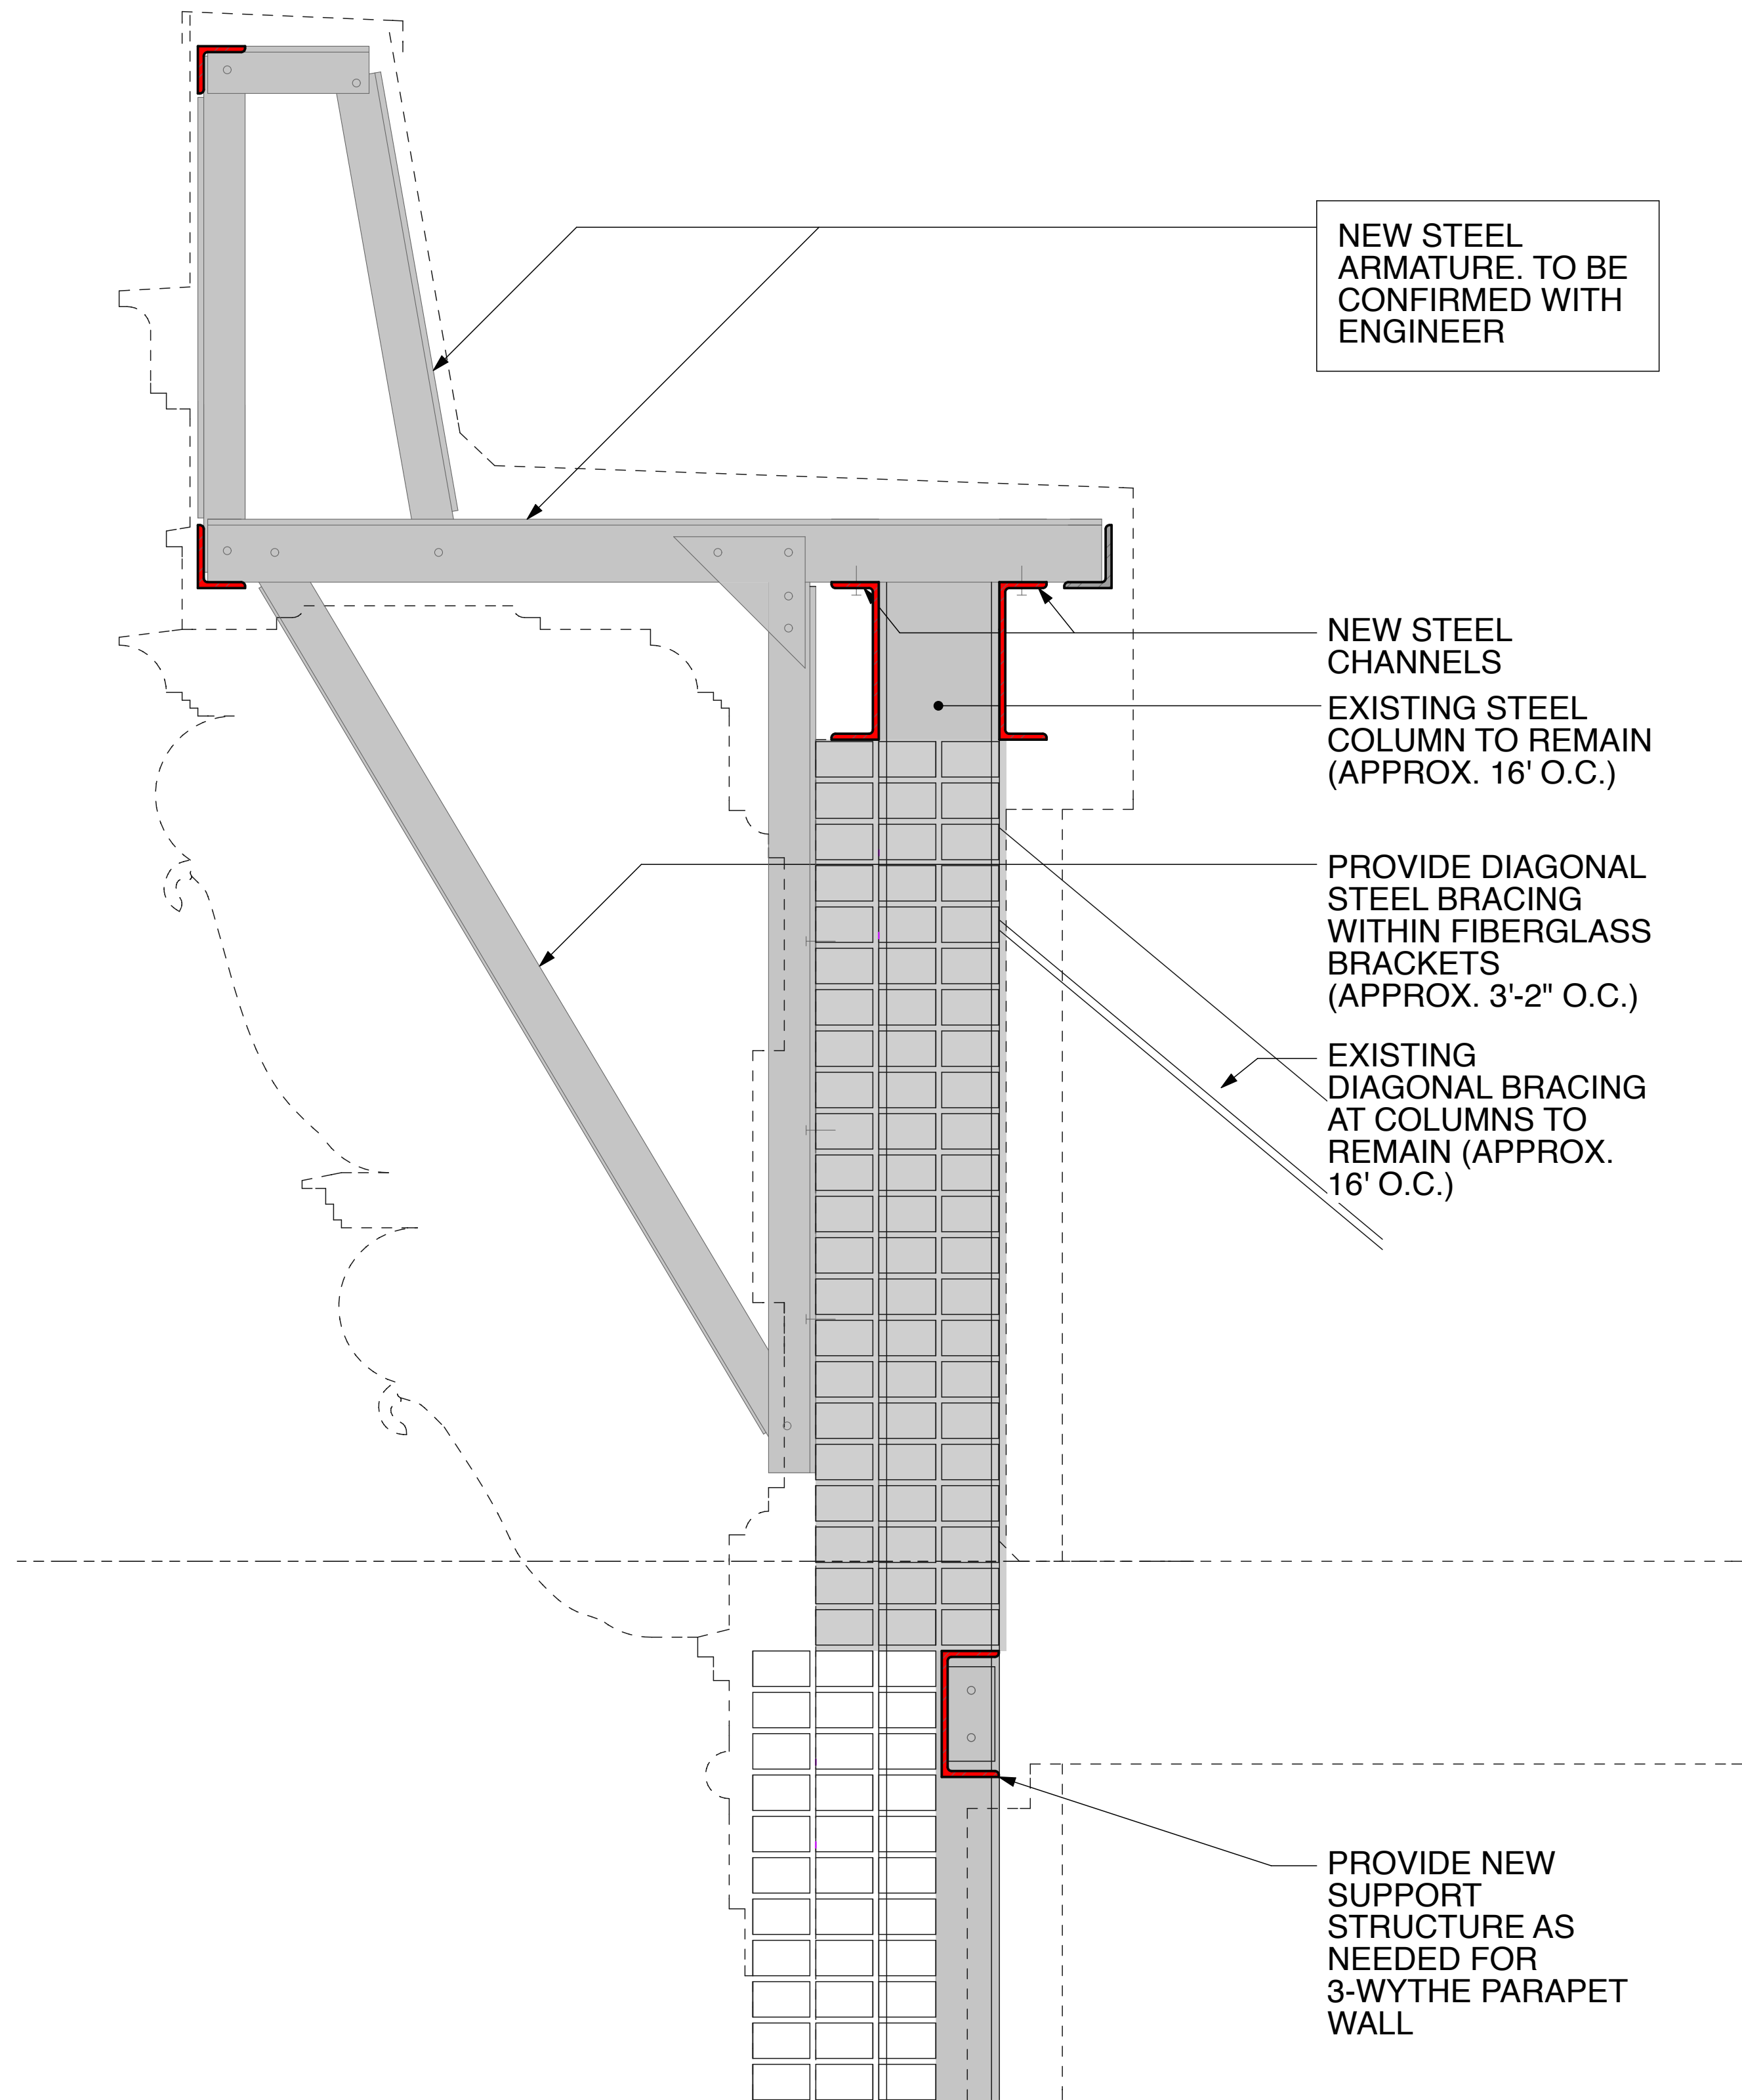 NEW STEEL
ARMATURE. TO BE
CONFIRMED WITH
ENGINEER
NEW STEEL
CHANNELS
EXISTING STEEL
COLUMN TO REMAIN
(APPROX. 16' O.C.)
PROVIDE DIAGONAL
STEEL BRACING
WITHIN FIBERGLASS
BRACKETS
(APPROX. 3'-2" O.C.)
EXISTING
DIAGONAL BRACING
AT COLUMNS TO
REMAIN (APPROX.
16' O.C.)
PROVIDE NEW
SUPPORT
STRUCTURE AS
NEEDED FOR
3-WYTHE PARAPET
WALL